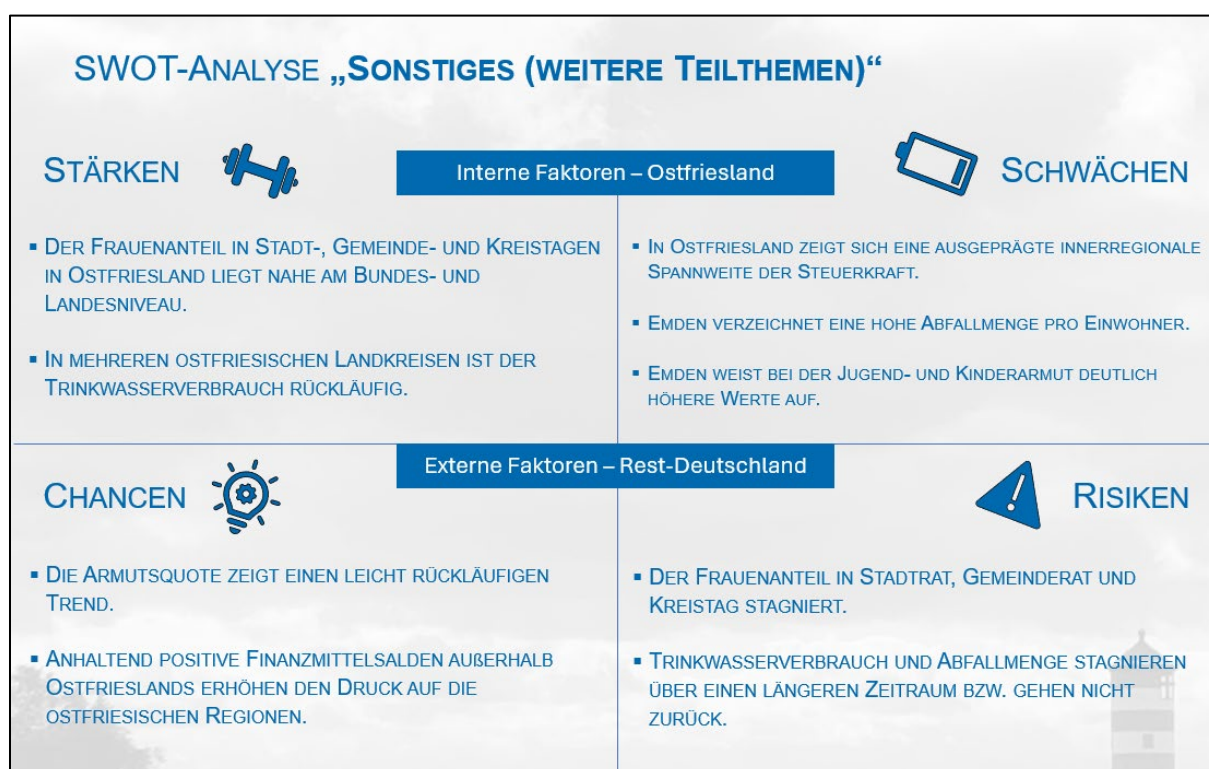 SWOT-Analyse „Sonstiges (weitere Teilthemen)“
Stärken
Interne Faktoren – Ostfriesland
Schwächen
▪ Der Frauenanteil in Stadt-, Gemeinde- und Kreistagen
in Ostfriesland liegt nahe am Bundes- und
Landesniveau.
▪ In mehreren ostfriesischen Landkreisen ist der
Trinkwasserverbrauch rückläufig.
▪ In Ostfriesland zeigt sich eine ausgeprägte innerregionale
Spannweite der Steuerkraft.
▪ Emden verzeichnet eine hohe Abfallmenge pro Einwohner.
▪ Emden weist bei der Jugend- und Kinderarmut deutlich
höhere Werte auf.
Externe Faktoren – Rest-Deutschland
Chancen
Risiken
▪ Die Armutsquote zeigt einen leicht rückläufigen
Trend.
▪ Anhaltend positive Finanzmittelsalden außerhalb
Ostfrieslands erhöhen den Druck auf die
ostfriesischen Regionen.
▪ Der Frauenanteil in Stadtrat, Gemeinderat und
Kreistag stagniert.
▪ Trinkwasserverbrauch und Abfallmenge stagnieren
über einen längeren Zeitraum bzw. gehen nicht
zurück.